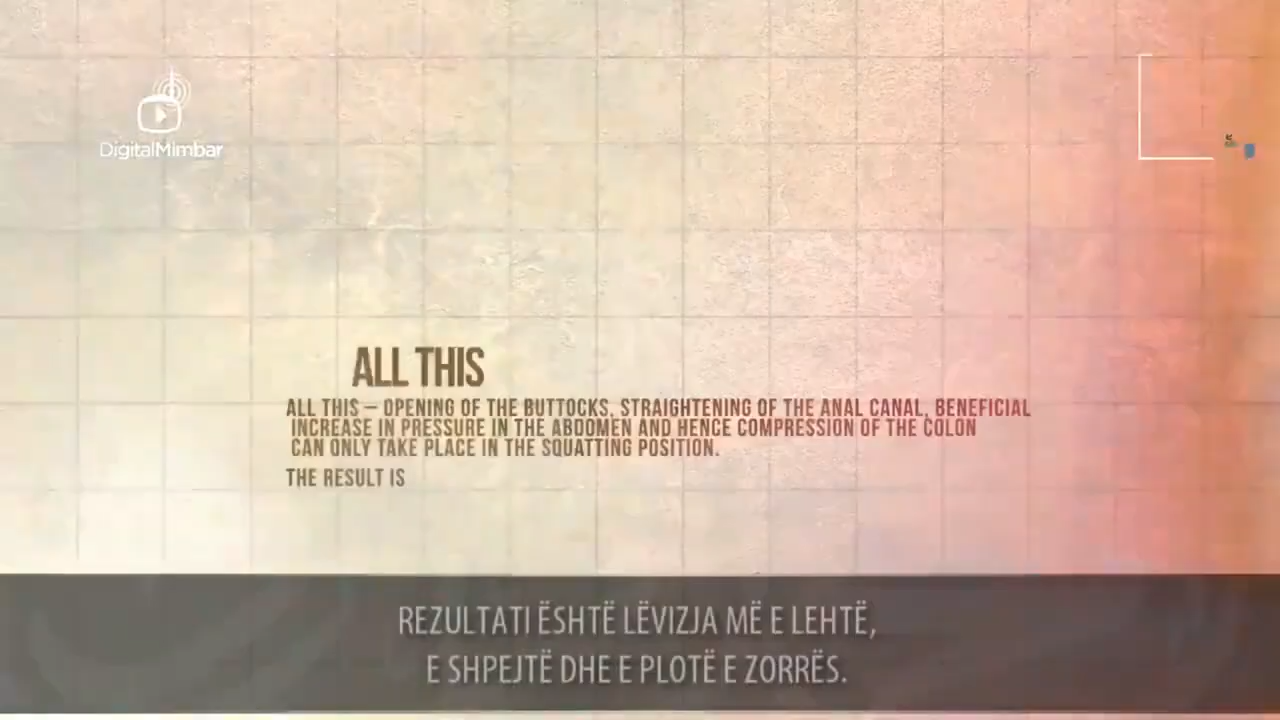 DigitalMimbar
ALL THIS
ALL THIS – OPENING OF THE BUTTOCKS, STRAIGHTENING OF THE ANAL CANAL, BENEFICIAL
INCREASE IN PRESSURE IN THE ABDOMEN AND HENCE COMPRESSION OF THE COLON
CAN ONLY TAKE PLACE IN THE SQUATTING POSITION.
THE RESULT IS
REZULTATI ËSHTË LËVIZJA MË E LEHTË,
E SHPEJTË DHE E PLOTË E ZORRËS.